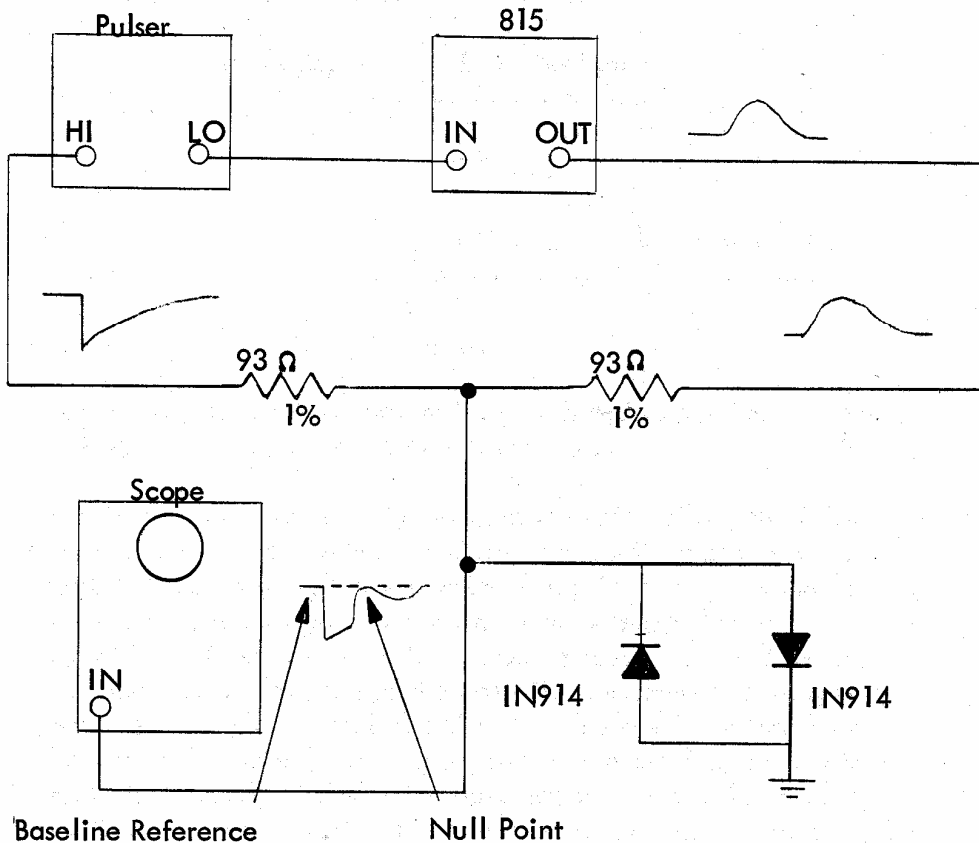 Pulser
815
HI
LO
IN
OUT
93 Ω
1%
93 Ω
1%
Scope
IN
IN914
IN914
Baseline Reference
Null Point